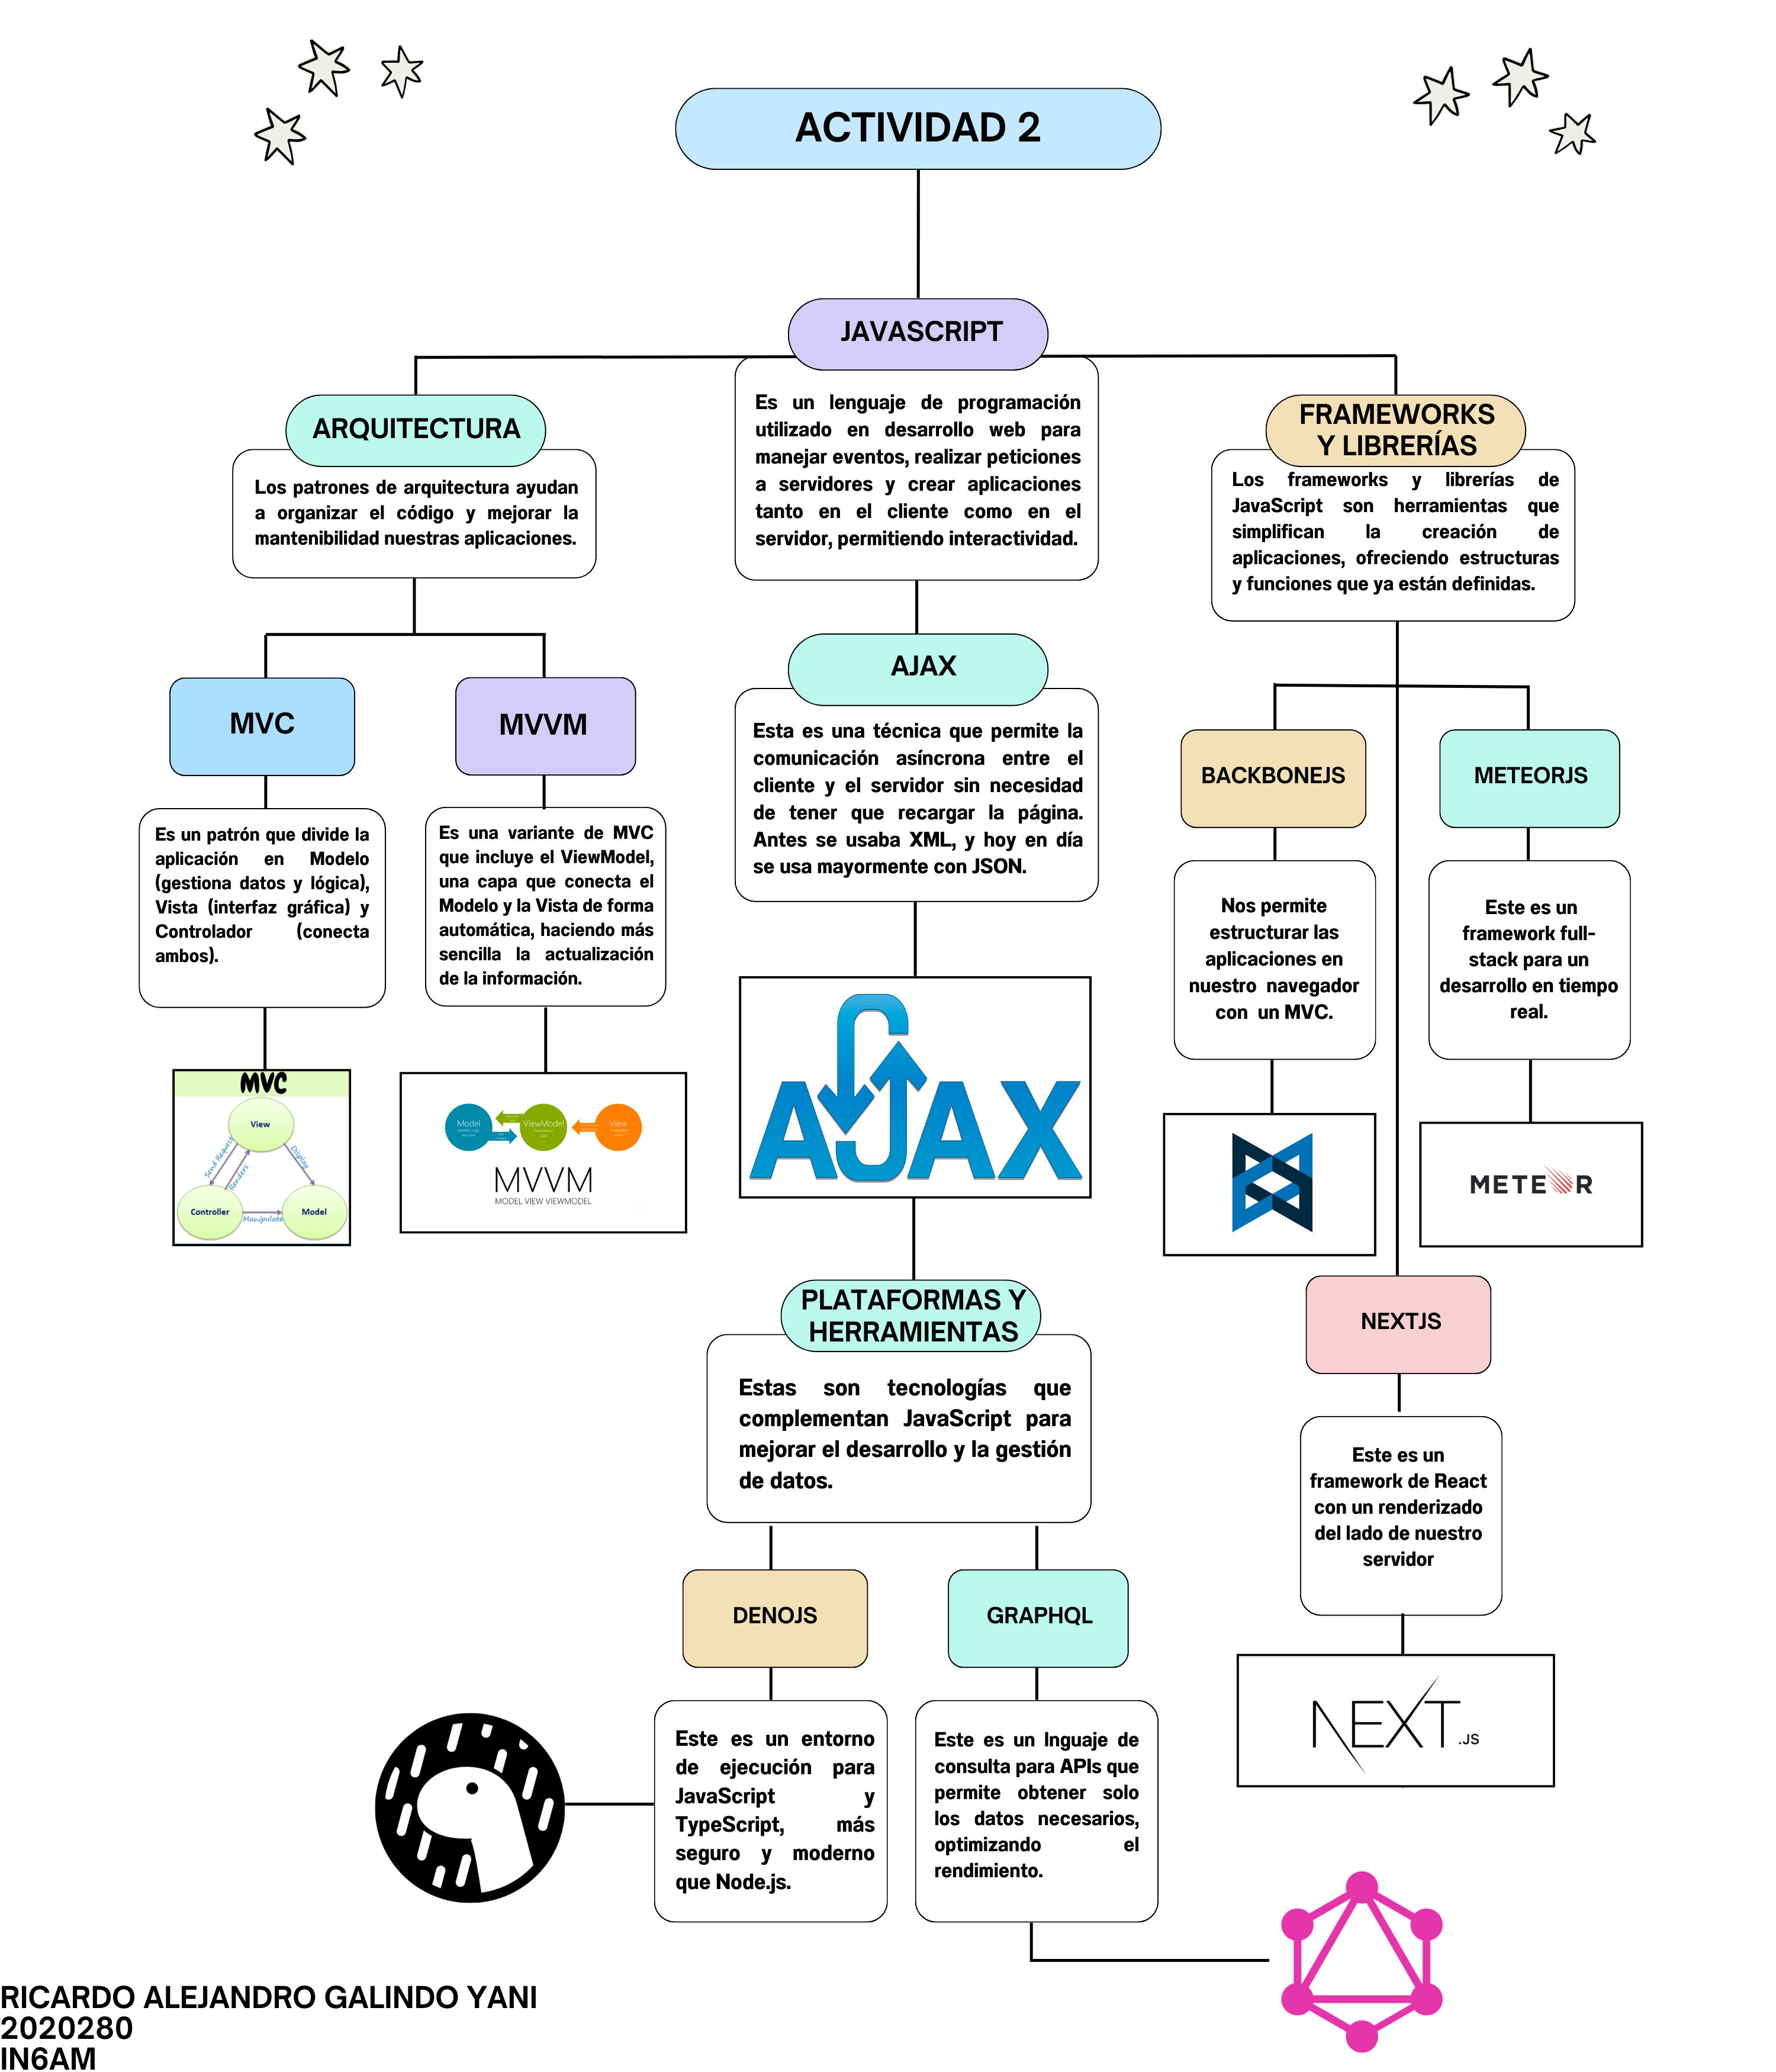 ACTIVIDAD 2
JAVASCRIPT
Es un lenguaje de programación
utilizado en desarrollo web para
manejar eventos, realizar peticiones
a servidores y crear aplicaciones
tanto en el cliente como en el
servidor, permitiendo interactividad.
ARQUITECTURA
Los patrones de arquitectura ayudan
a organizar el código y mejorar la
mantenibilidad nuestras aplicaciones.
MVC
Es un patrón que divide la
aplicación en Modelo
(gestiona datos y lógica),
Vista (interfaz gráfica) y
Controlador (conecta
ambos).
MVC
View
Send Request
Renders
Display
Controller
Manipulate
Model
MVVM
Es una variante de MVC
que incluye el ViewModel,
una capa que conecta el
Modelo y la Vista de forma
automática, haciendo más
sencilla la actualización
de la información.
Model
ViewModel
View
MVVM
MODEL VIEW VIEWMODEL
AJAX
Esta es una técnica que permite la
comunicación asíncrona entre el
cliente y el servidor sin necesidad
de tener que recargar la página.
Antes se usaba XML, y hoy en día
se usa mayormente con JSON.
AJAX
FRAMEWORKS
Y LIBRERÍAS
Los frameworks y librerías de
JavaScript son herramientas que
simplifican la creación de
aplicaciones, ofreciendo estructuras
y funciones que ya están definidas.
BACKBONEJS
Nos permite
estructurar las
aplicaciones en
nuestro navegador
con un MVC.
METEORJS
Este es un
framework full-
stack para un
desarrollo en tiempo
real.
METEOR
NEXTJS
Este es un
framework de React
con un renderizado
del lado de nuestro
servidor
NEXT.JS
PLATAFORMAS Y
HERRAMIENTAS
Estas son tecnologías que
complementan JavaScript para
mejorar el desarrollo y la gestión
de datos.
DENOJS
Este es un entorno
de ejecución para
JavaScript y
TypeScript, más
seguro y moderno
que Node.js.
GRAPHQL
Este es un lnguaje de
consulta para APIs que
permite obtener solo
los datos necesarios,
optimizando el
rendimiento.
RICARDO ALEJANDRO GALINDO YANI
2020280
IN6AM